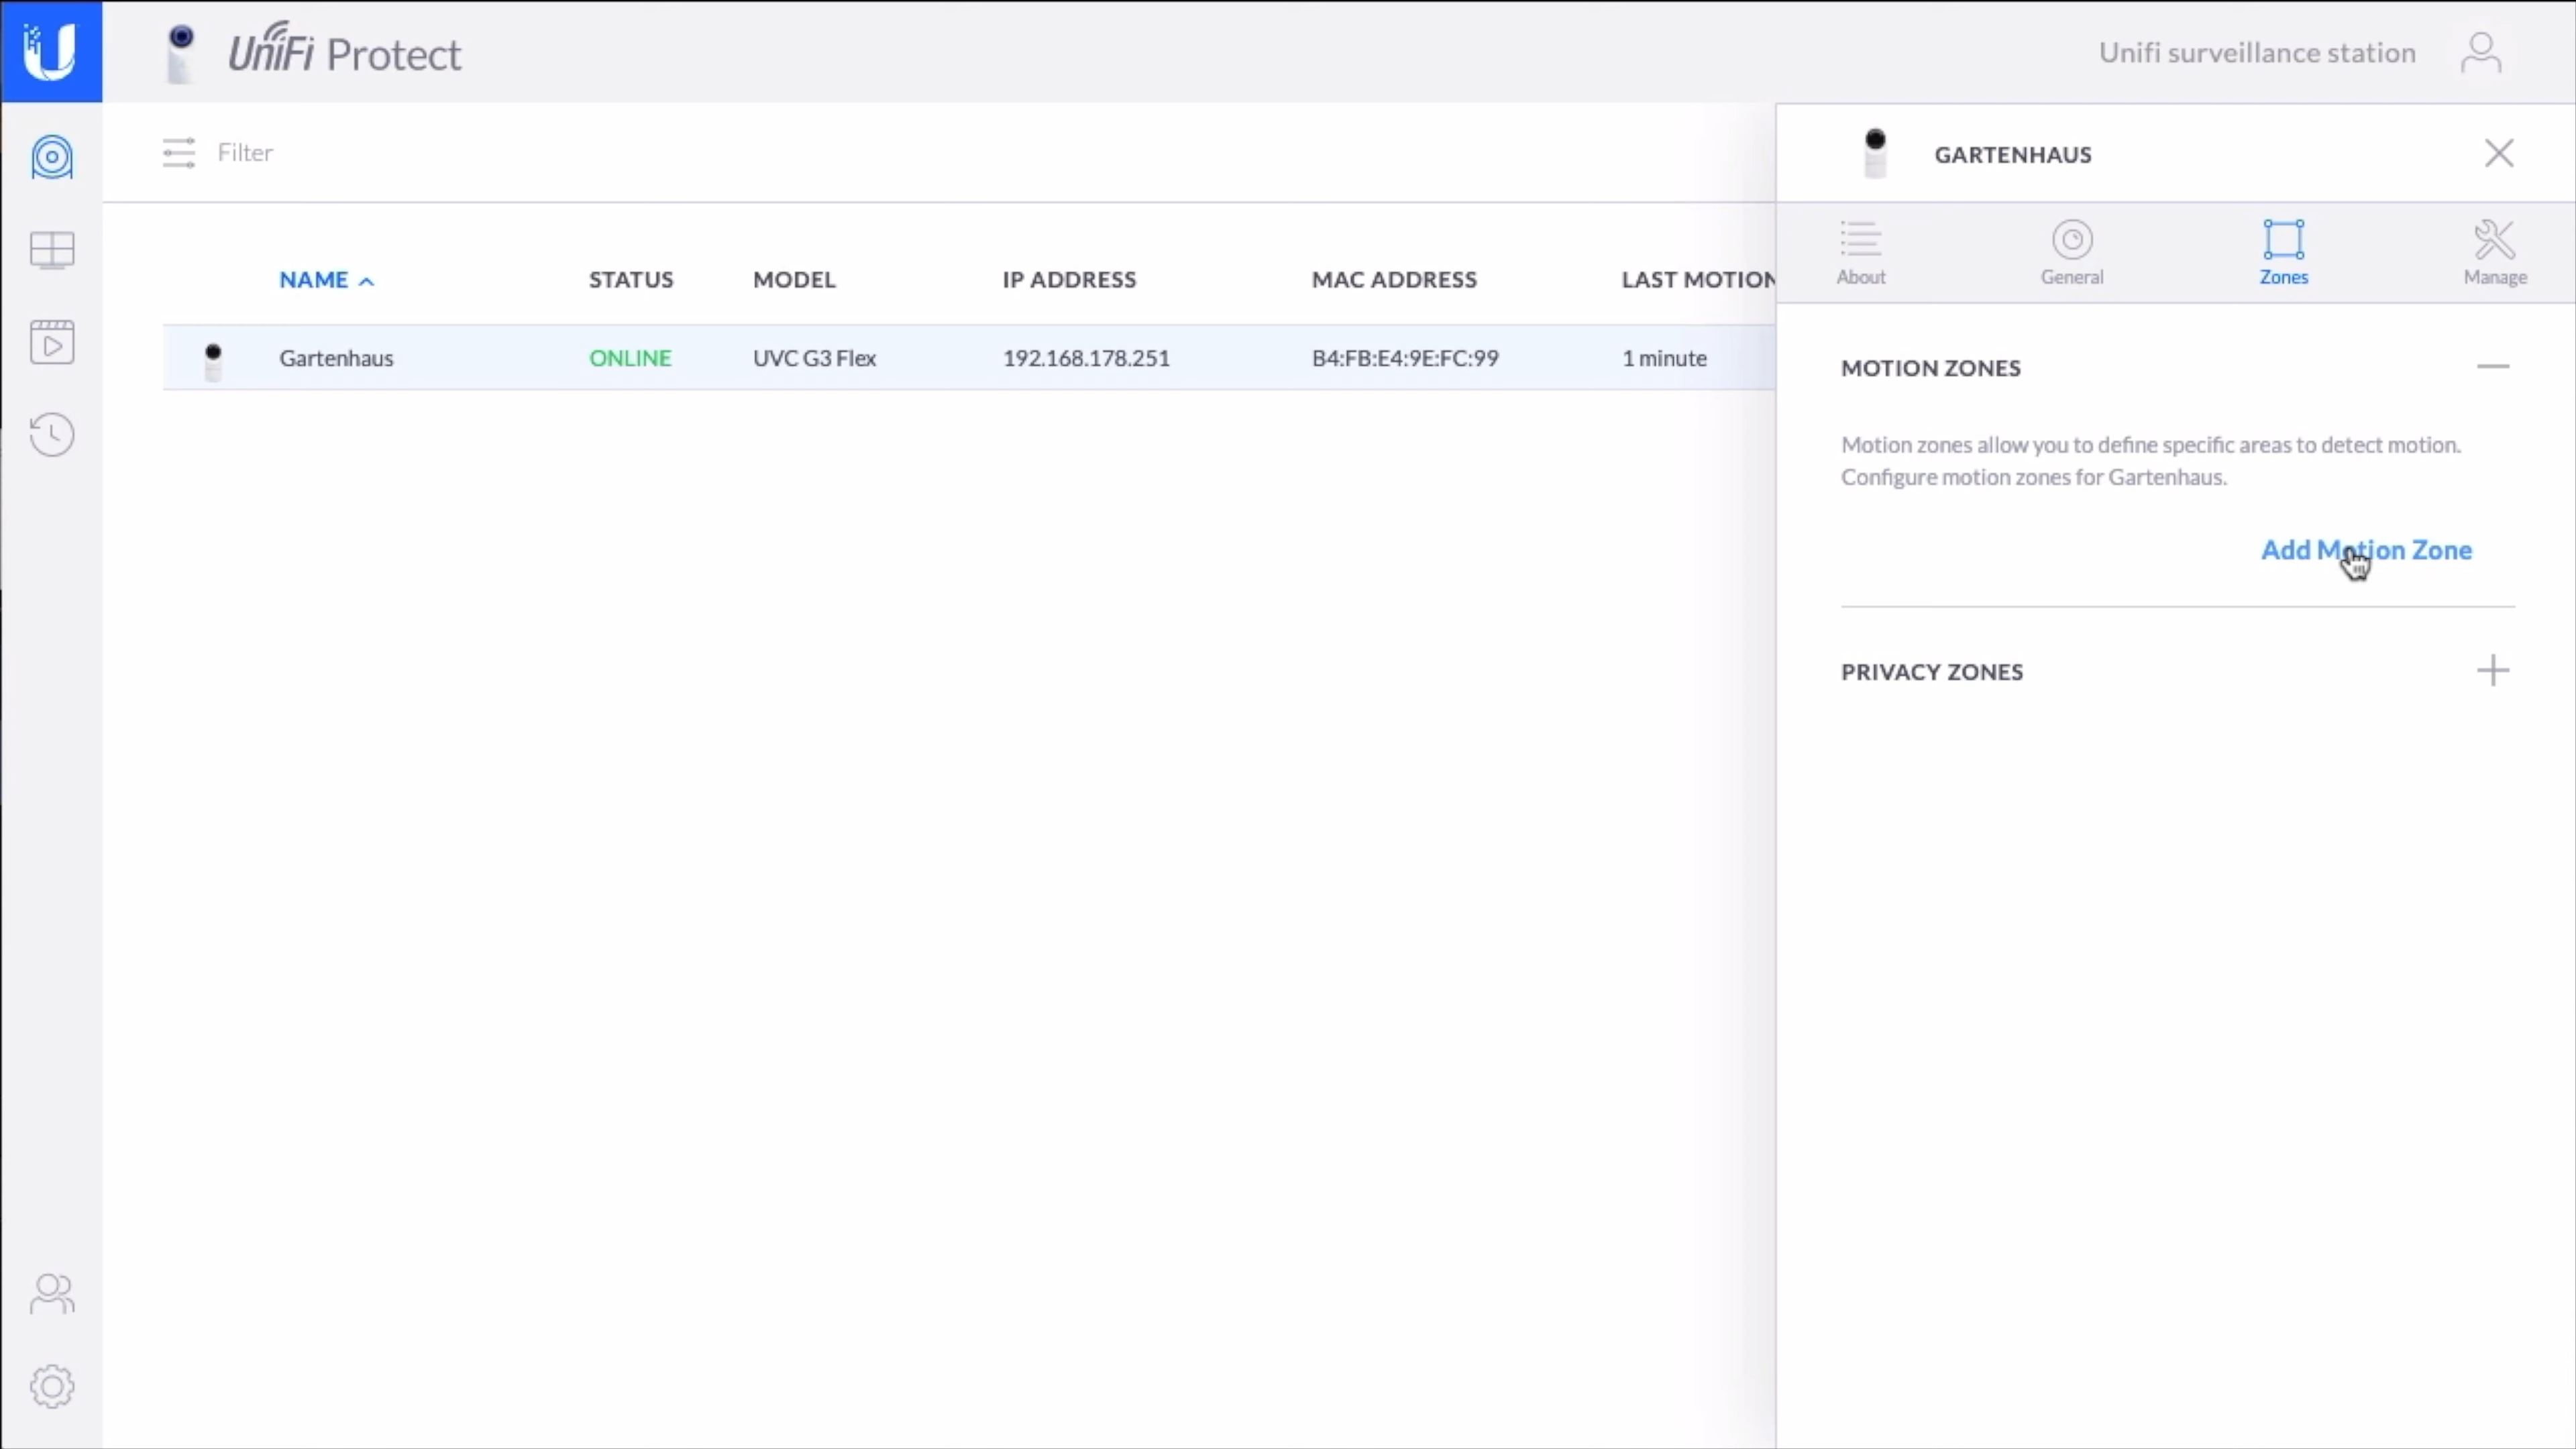 UniFi Protect
Unifi surveillance station
Filter
GARTENHAUS
About
General
Zones
Manage
NAME
STATUS
MODEL
IP ADDRESS
MAC ADDRESS
LAST MOTION
Gartenhaus
ONLINE
UVC G3 Flex
192.168.178.251
B4:FB:E4:9E:FC:99
1 minute
MOTION ZONES
Motion zones allow you to define specific areas to detect motion.
Configure motion zones for Gartenhaus.
Add Motion Zone
PRIVACY ZONES